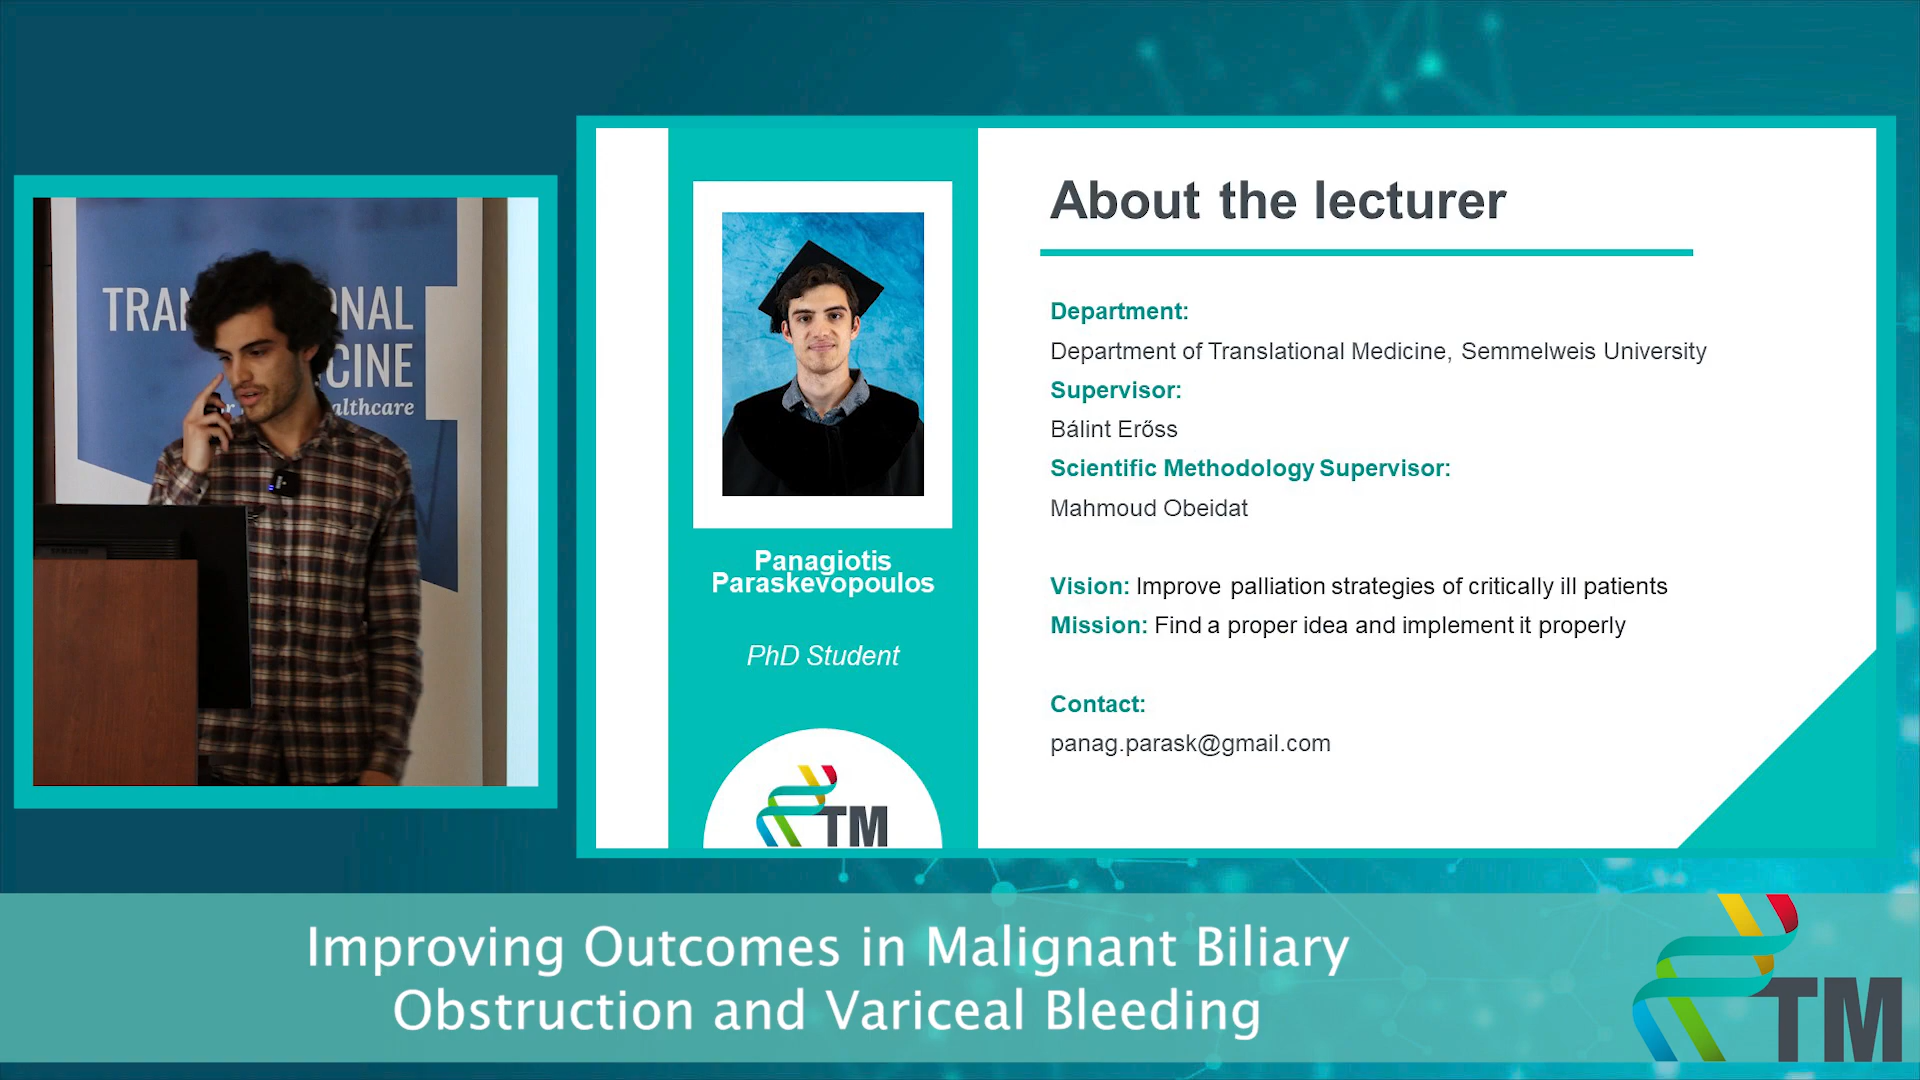 TRAN
NAL
CINE
althcare
About the lecturer
Department:
Department of Translational Medicine, Semmelweis University
Supervisor:
Bálint Erőss
Scientific Methodology Supervisor:
Mahmoud Obeidat
Vision: Improve palliation strategies of critically ill patients
Mission: Find a proper idea and implement it properly
Contact:
panag.parask@gmail.com
Panagiotis
Paraskevopoulos
PhD Student
TM
Improving Outcomes in Malignant Biliary
Obstruction and Variceal Bleeding
TM